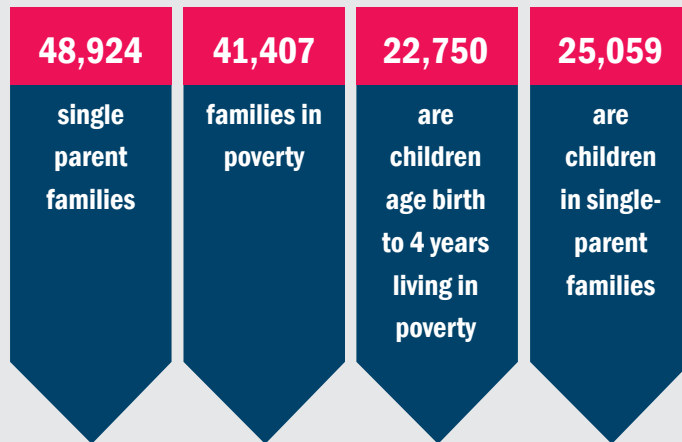 48,924
single
parent
families
41,407
families in
poverty
22,750
are
children
age birth
to 4 years
living in
poverty
25,059
are
children
in single-
parent
families